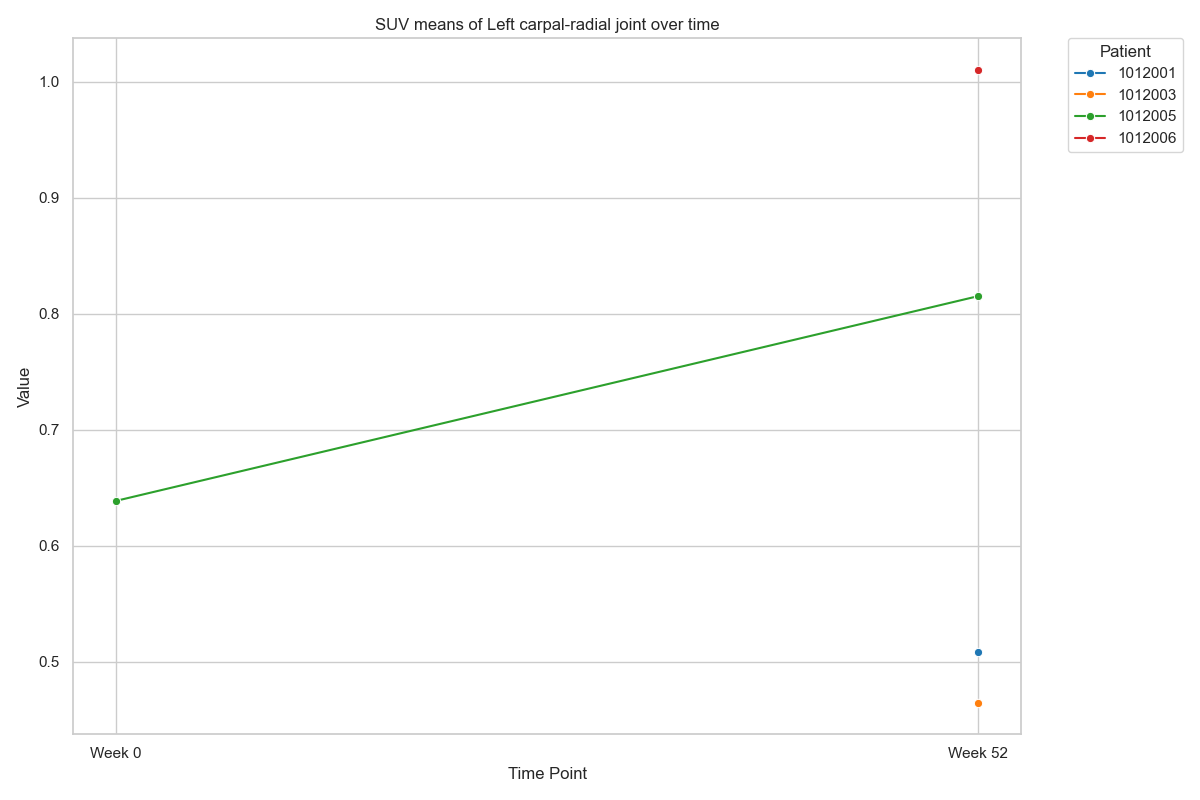 SUV means of Left carpal-radial joint over time
Patient
1012001
1012003
1012005
1012006
Value
1.0
0.9
0.8
0.7
0.6
0.5
Week 0
Week 52
Time Point